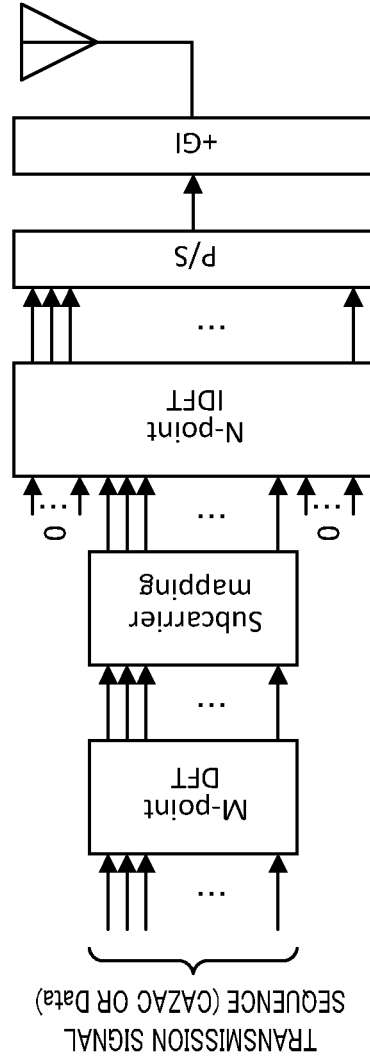 TRANSMISSION SIGNAL
SEQUENCE (CAZAC OR Data)
...
M-point
DFT
...
Subcarrier
mapping
0
...
...
0
...
N-point
IDFT
...
P/S
+GI